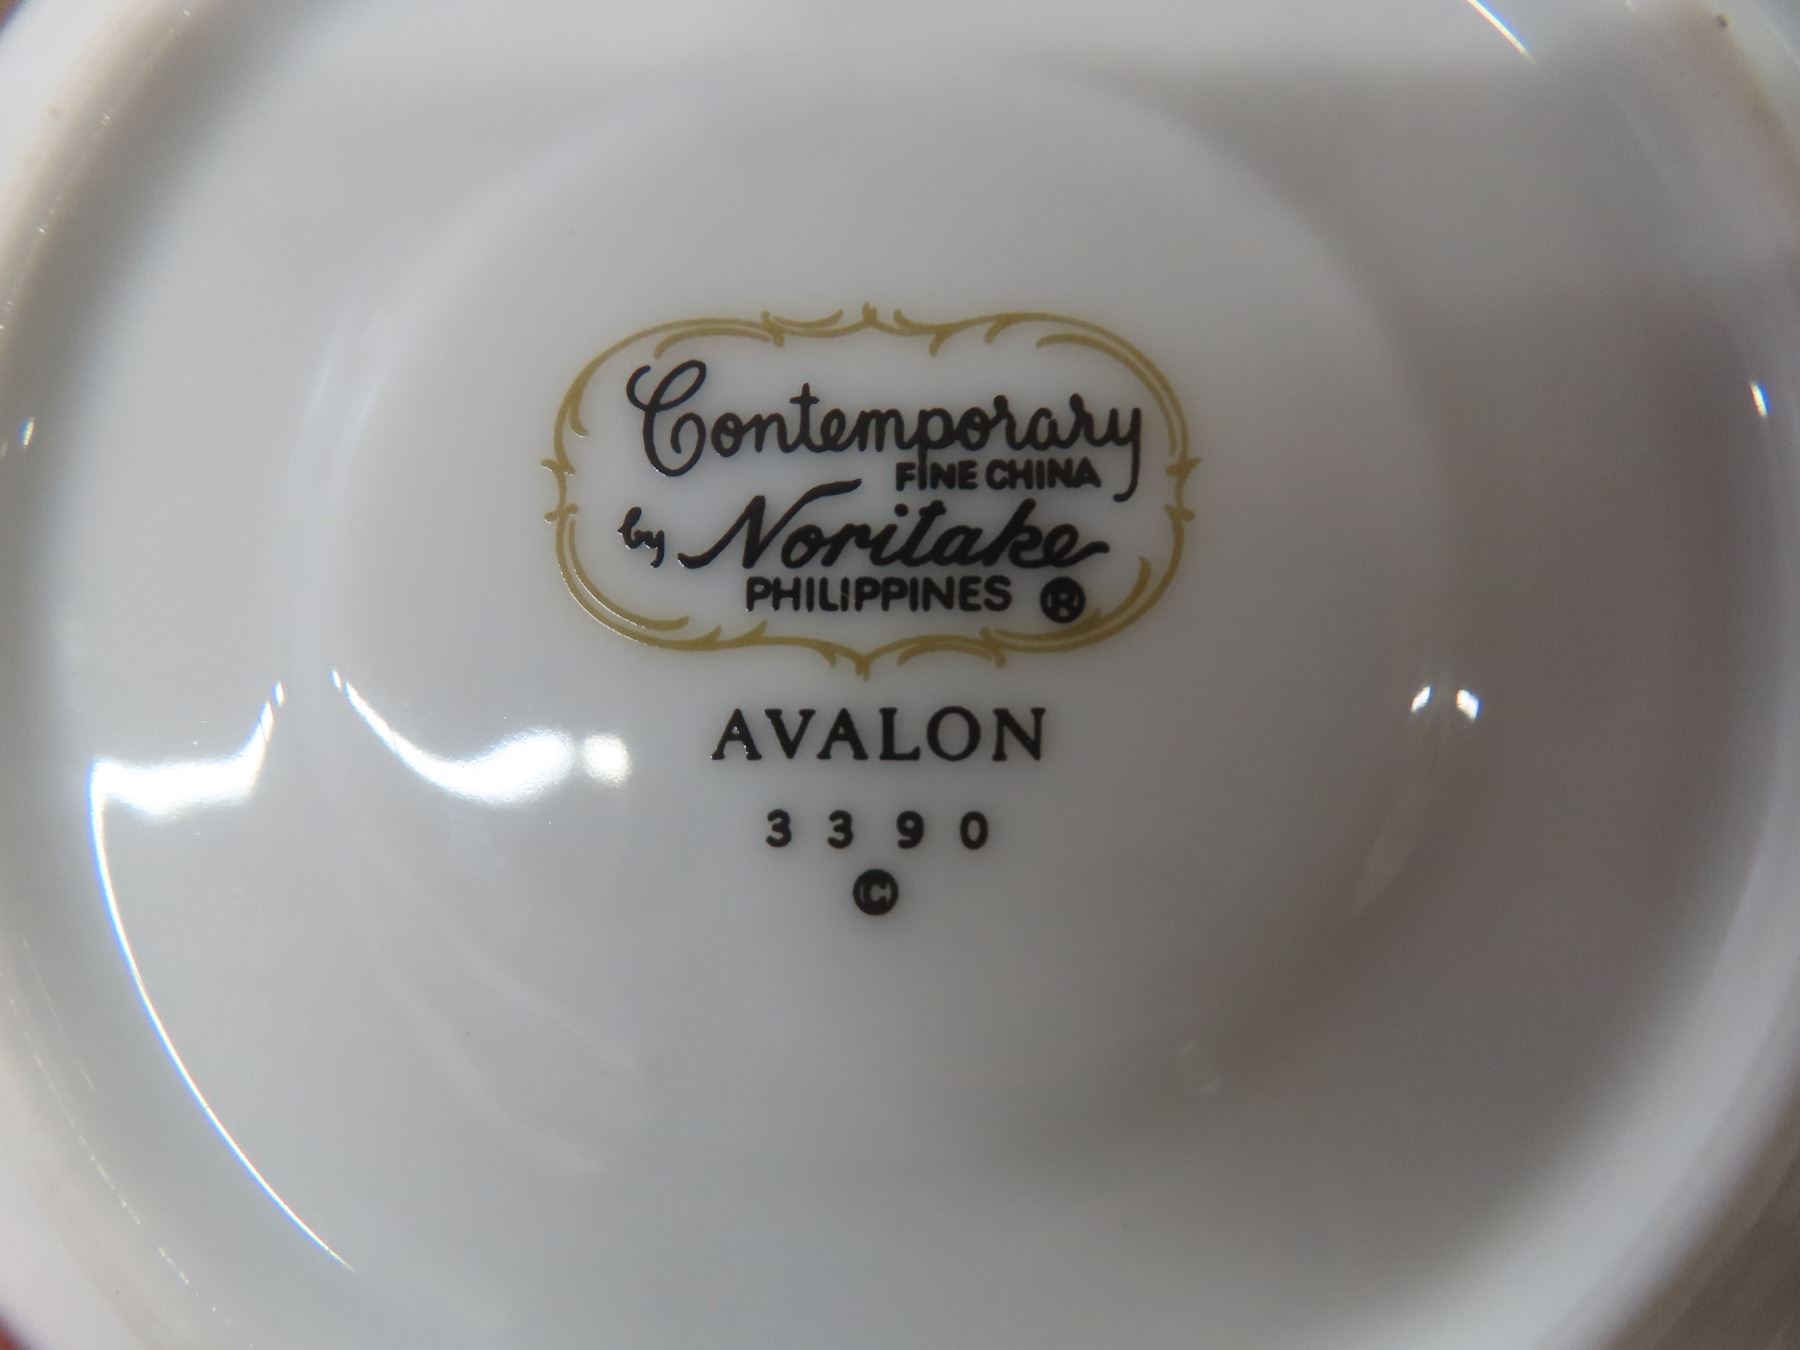 Contemporary
FINE CHINA
by Noritake
PHILIPPINES ®
AVALON
3390
©